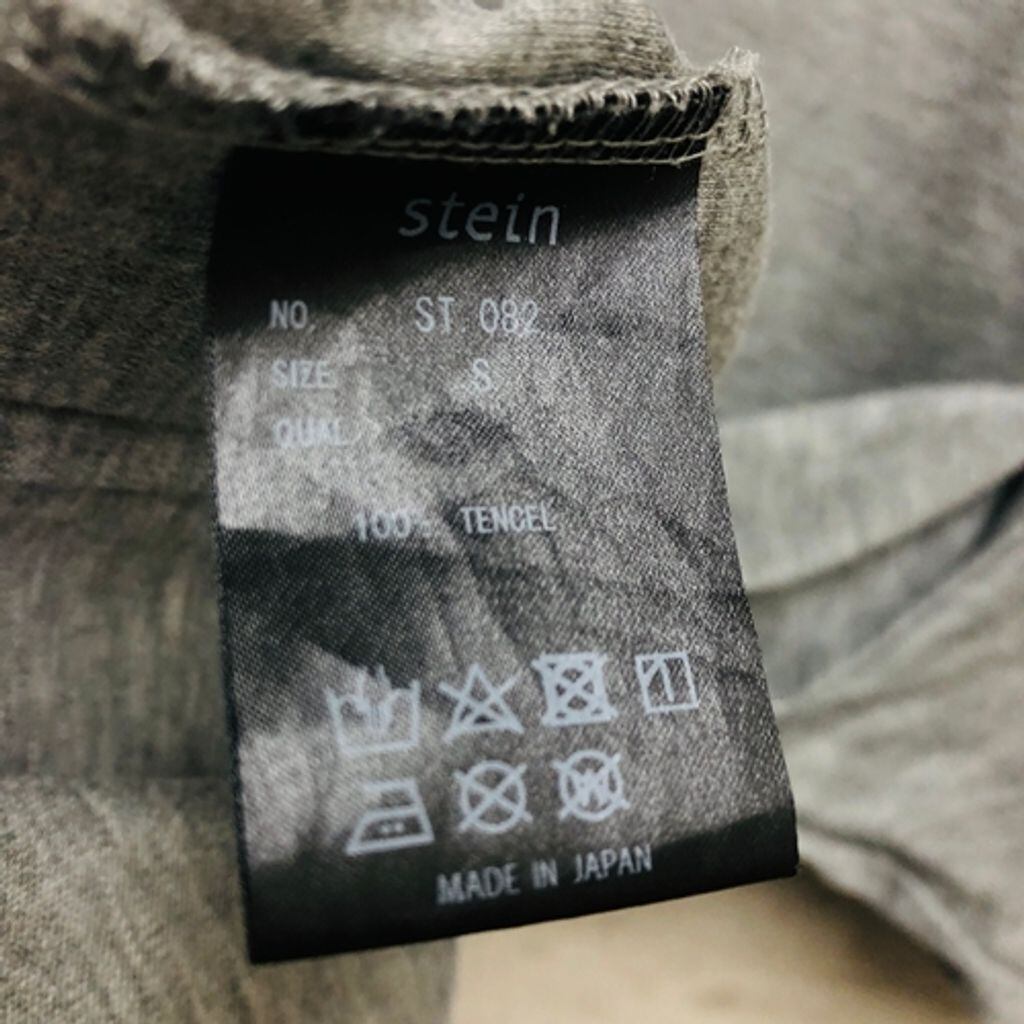 stein
NO. ST.082
SIZE S
QUAL
100% TENCEL
W
MADE IN JAPAN